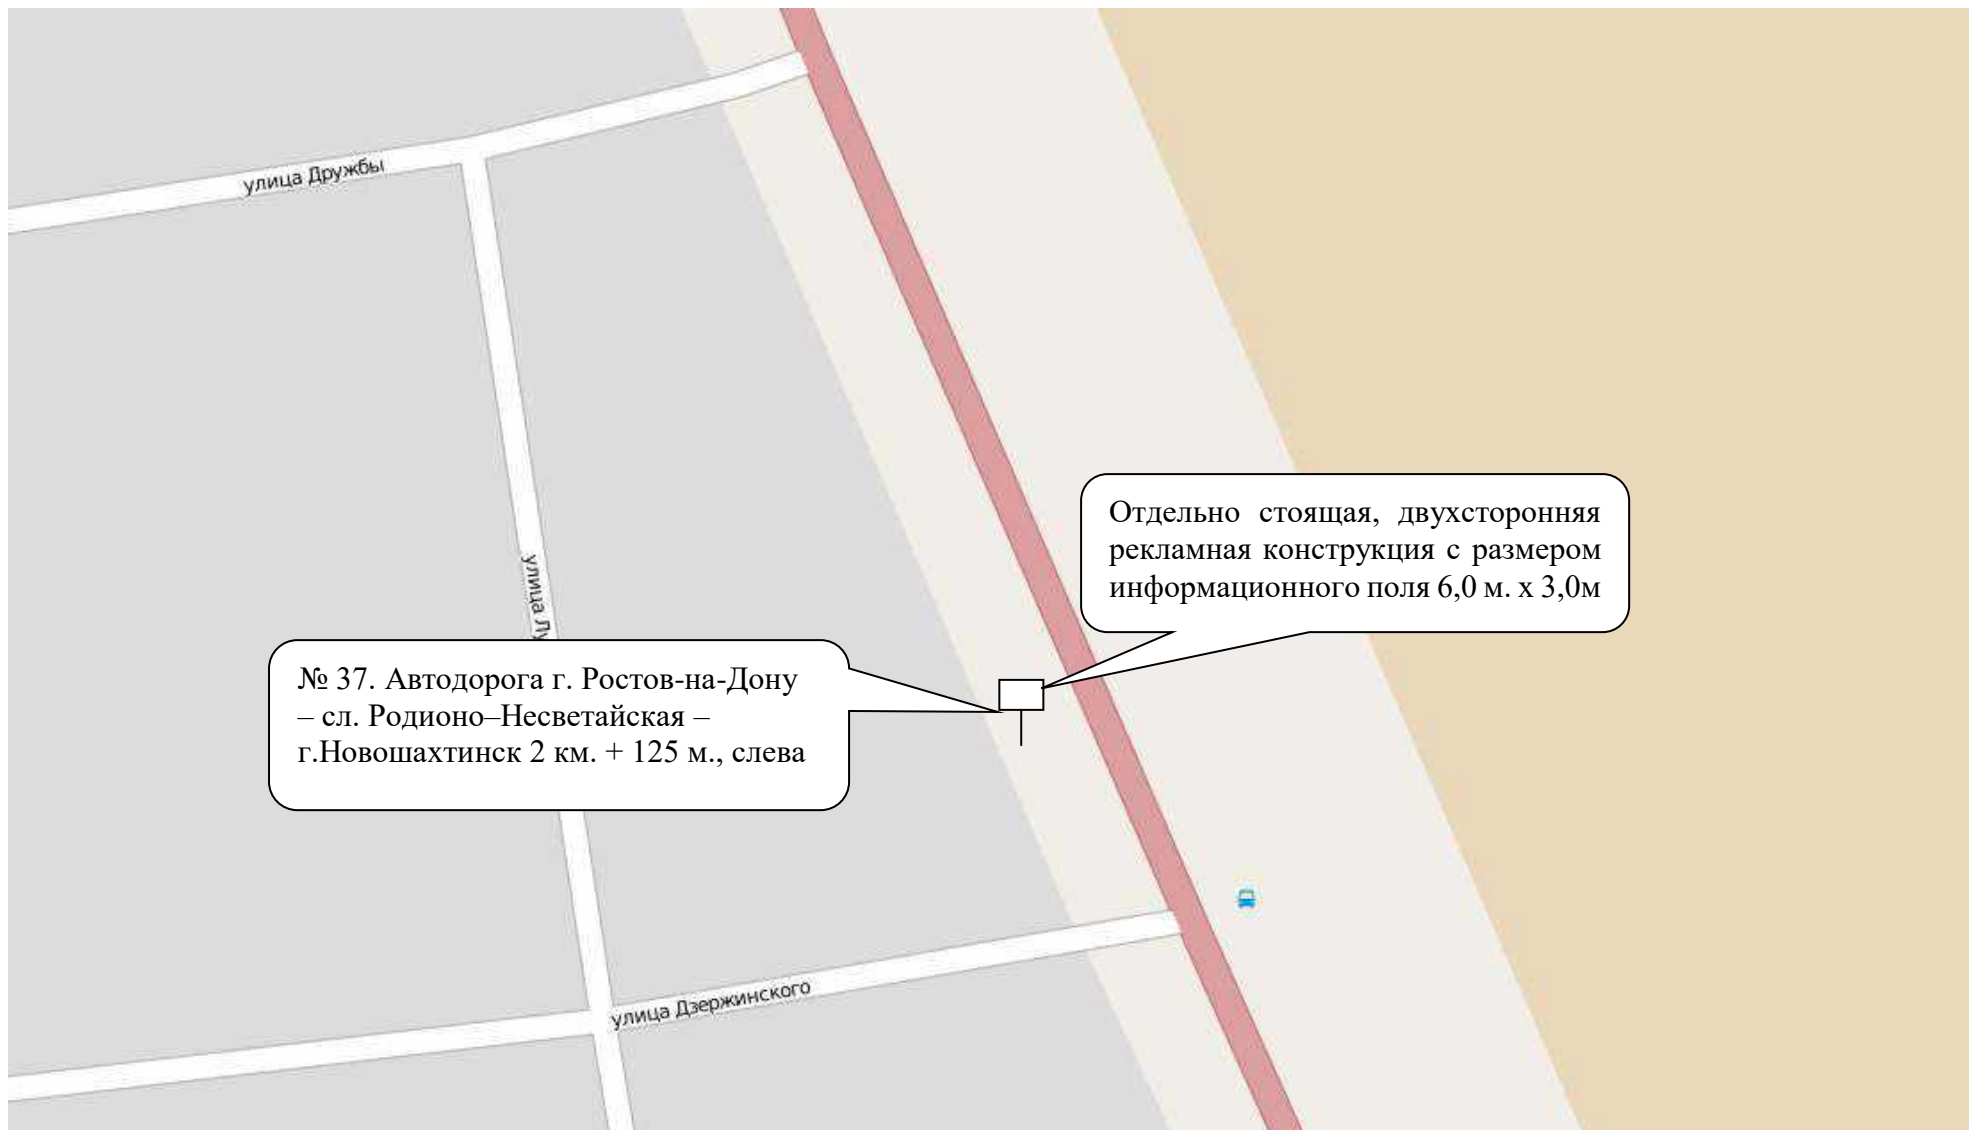 улица Дружбы
Отдельно стоящая, двухсторонняя
рекламная конструкция с размером
информационного поля 6,0 м. х 3,0м
улица
№ 37. Автодорога г. Ростов-на-Дону
– сл. Родионо–Несветайская –
г.Новошахтинск 2 км. + 125 м., слева
улица Дзержинского